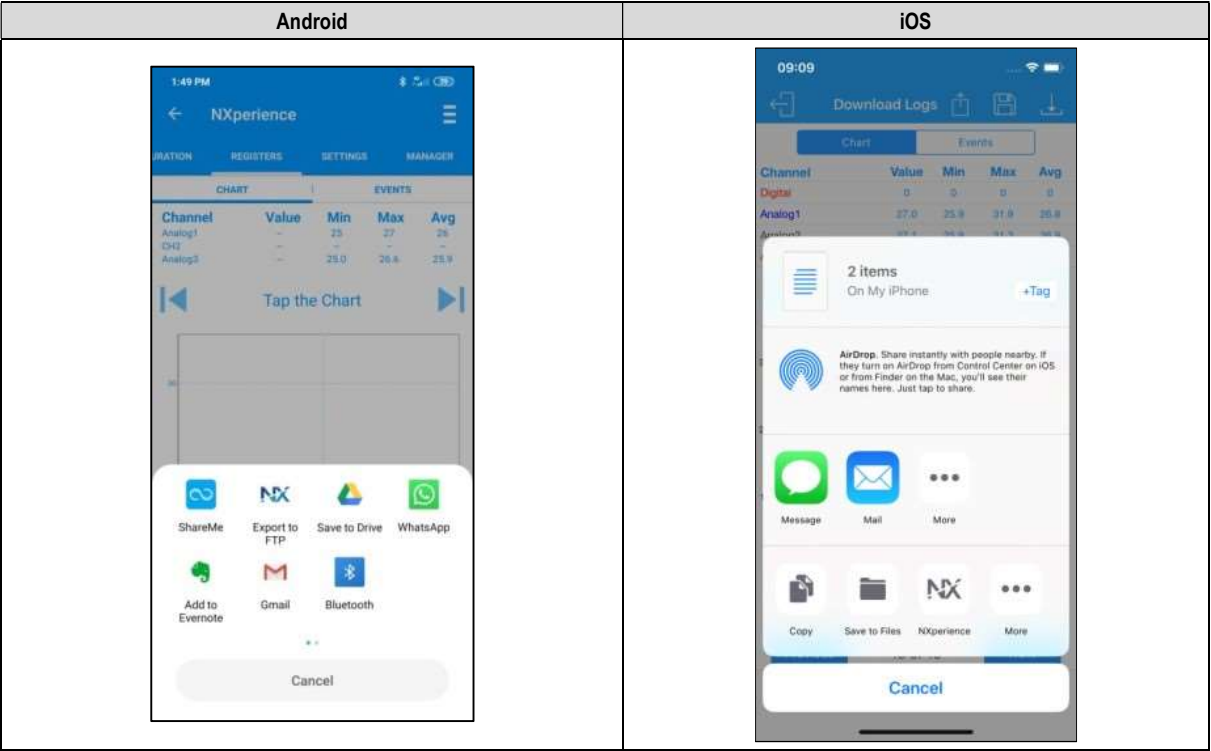 Android
iOS
1:49 PM
NXperience
URATION REGISTERS SETTINGS MANAGER
CHART EVENTS
Channel Value Min Max Avg
Analog1 -- 25 27 26
CH2 -- -- -- --
Analog3 -- 25.0 26.6 25.9
Tap the Chart
ShareMe
Export to
FTP
Save to Drive
WhatsApp
Add to
Evernote
Gmail
Bluetooth
Cancel
09:09
Download Logs
Chart Events
Channel Value Min Max Avg
Digital 0 0 0 0
Analog1 27.0 25.9 31.9 26.8
2 items
On My iPhone
+Tag
AirDrop. Share instantly with people nearby. If
they turn on AirDrop from Control Center on iOS
or from Finder on the Mac, you'll see their
names here. Just tap to share.
Message Mail More
Copy Save to Files NXperience More
Cancel